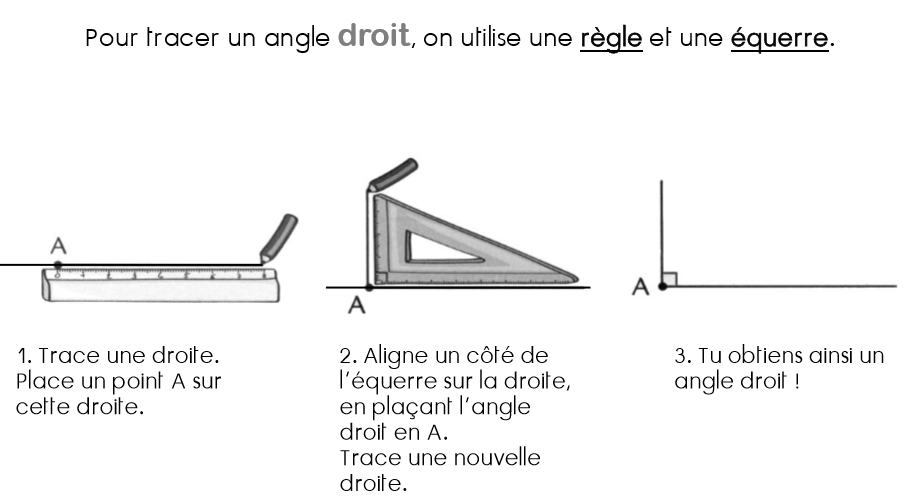 Pour tracer un angle droit, on utilise une règle et une équerre.
A
A
A
1. Trace une droite.
Place un point A sur
cette droite.
2. Aligne un côté de
l'équerre sur la droite,
en plaçant l'angle
droit en A.
Trace une nouvelle
droite.
3. Tu obtiens ainsi un
angle droit !